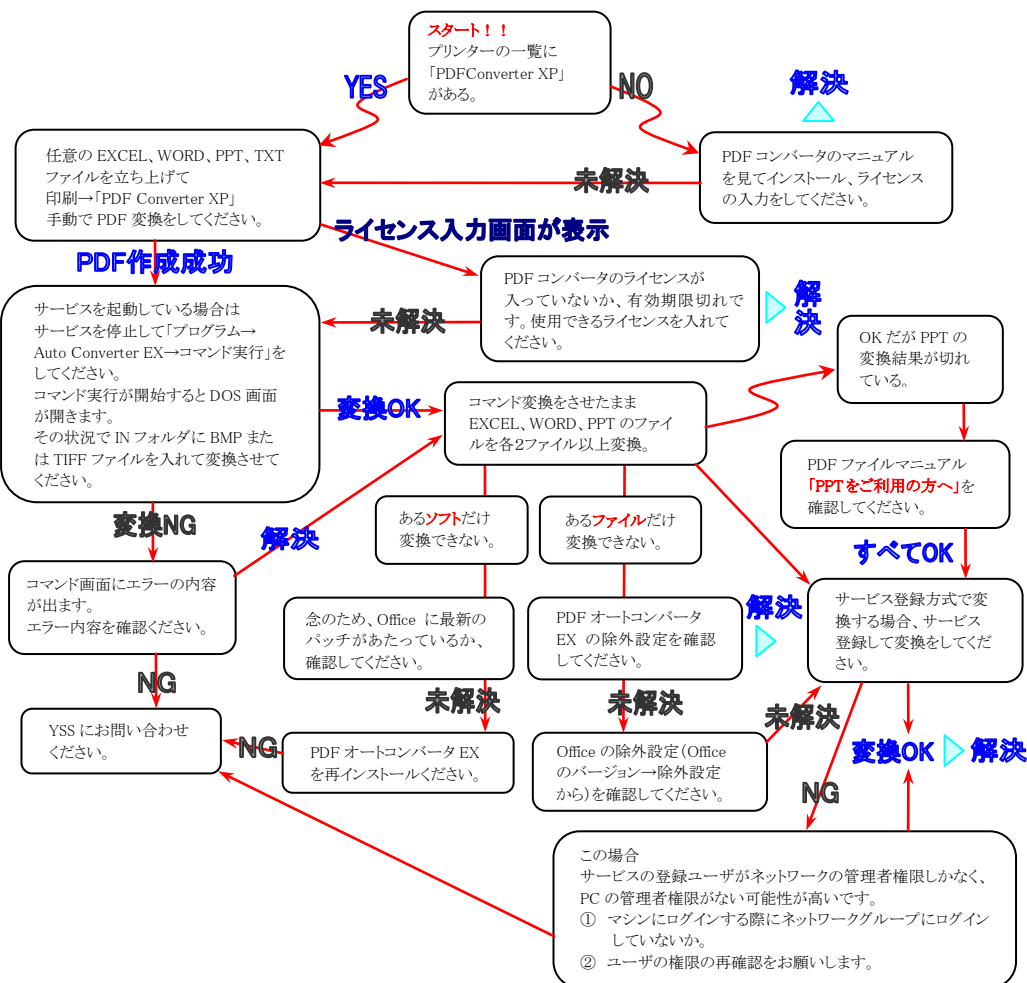 スタート！！
プリンターの一覧に
「PDFConverter XP」
がある。
YES
NO
解決
任意の EXCEL、WORD、PPT、TXT
ファイルを立ち上げて
印刷→「PDF Converter XP」
手動で PDF 変換をしてください。
未解決
PDF コンバータのマニュアル
を見てインストール、ライセンス
の入力をしてください。
ライセンス入力画面が表示
PDF作成成功
PDF コンバータのライセンスが
入っていないか、有効期限切れで
す。使用できるライセンスを入れて
ください。
解
決
未解決
サービスを起動している場合は
サービスを停止して「プログラム→
Auto Converter EX→コマンド実行」を
してください。
コマンド実行が開始すると DOS 画面
が開きます。
その状況で IN フォルダに BMP また
は TIFF ファイルを入れて変換させて
ください。
変換OK
コマンド変換をさせたまま
EXCEL、WORD、PPT のファイ
ルを各2ファイル以上変換。
OK だが PPT の
変換結果が切れ
ている。
PDF ファイルマニュアル
「PPTをご利用の方へ」を
確認してください。
変換NG
解決
あるソフトだけ
変換できない。
あるファイルだけ
変換できない。
すべてOK
コマンド画面にエラーの内容
が出ます。
エラー内容を確認ください。
念のため、Office に最新の
パッチがあたっているか、
確認してください。
PDF オートコンバータ
EX の除外設定を確認
してください。
解決
サービス登録方式で変
換する場合、サービス
登録して変換をしてくだ
さい。
NG
未解決
未解決
未解決
YSS にお問い合わせ
ください。
NG
PDF オートコンバータ EX
を再インストールください。
Office の除外設定（Office
のバージョン→除外設定
から）を確認してください。
変換OK
解決
NG
この場合
サービスの登録ユーザがネットワークの管理者権限しかなく、
PC の管理者権限がない可能性が高いです。
① マシンにログインする際にネットワークグループにログイン
していないか。
② ユーザの権限の再確認をお願いします。